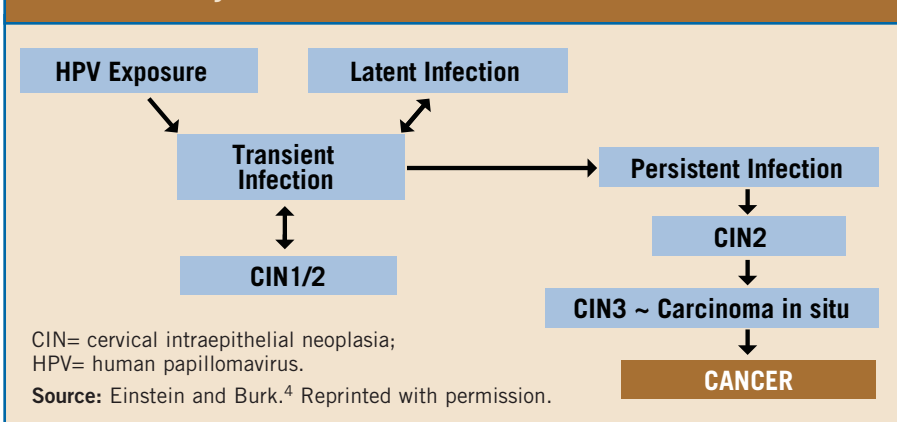 HPV Exposure
Latent Infection
Transient
Infection
Persistent Infection
CIN2
CIN1/2
CIN3 ~ Carcinoma in situ
CANCER
CIN= cervical intraepithelial neoplasia;
HPV= human papillomavirus.
Source: Einstein and Burk.4 Reprinted with permission.